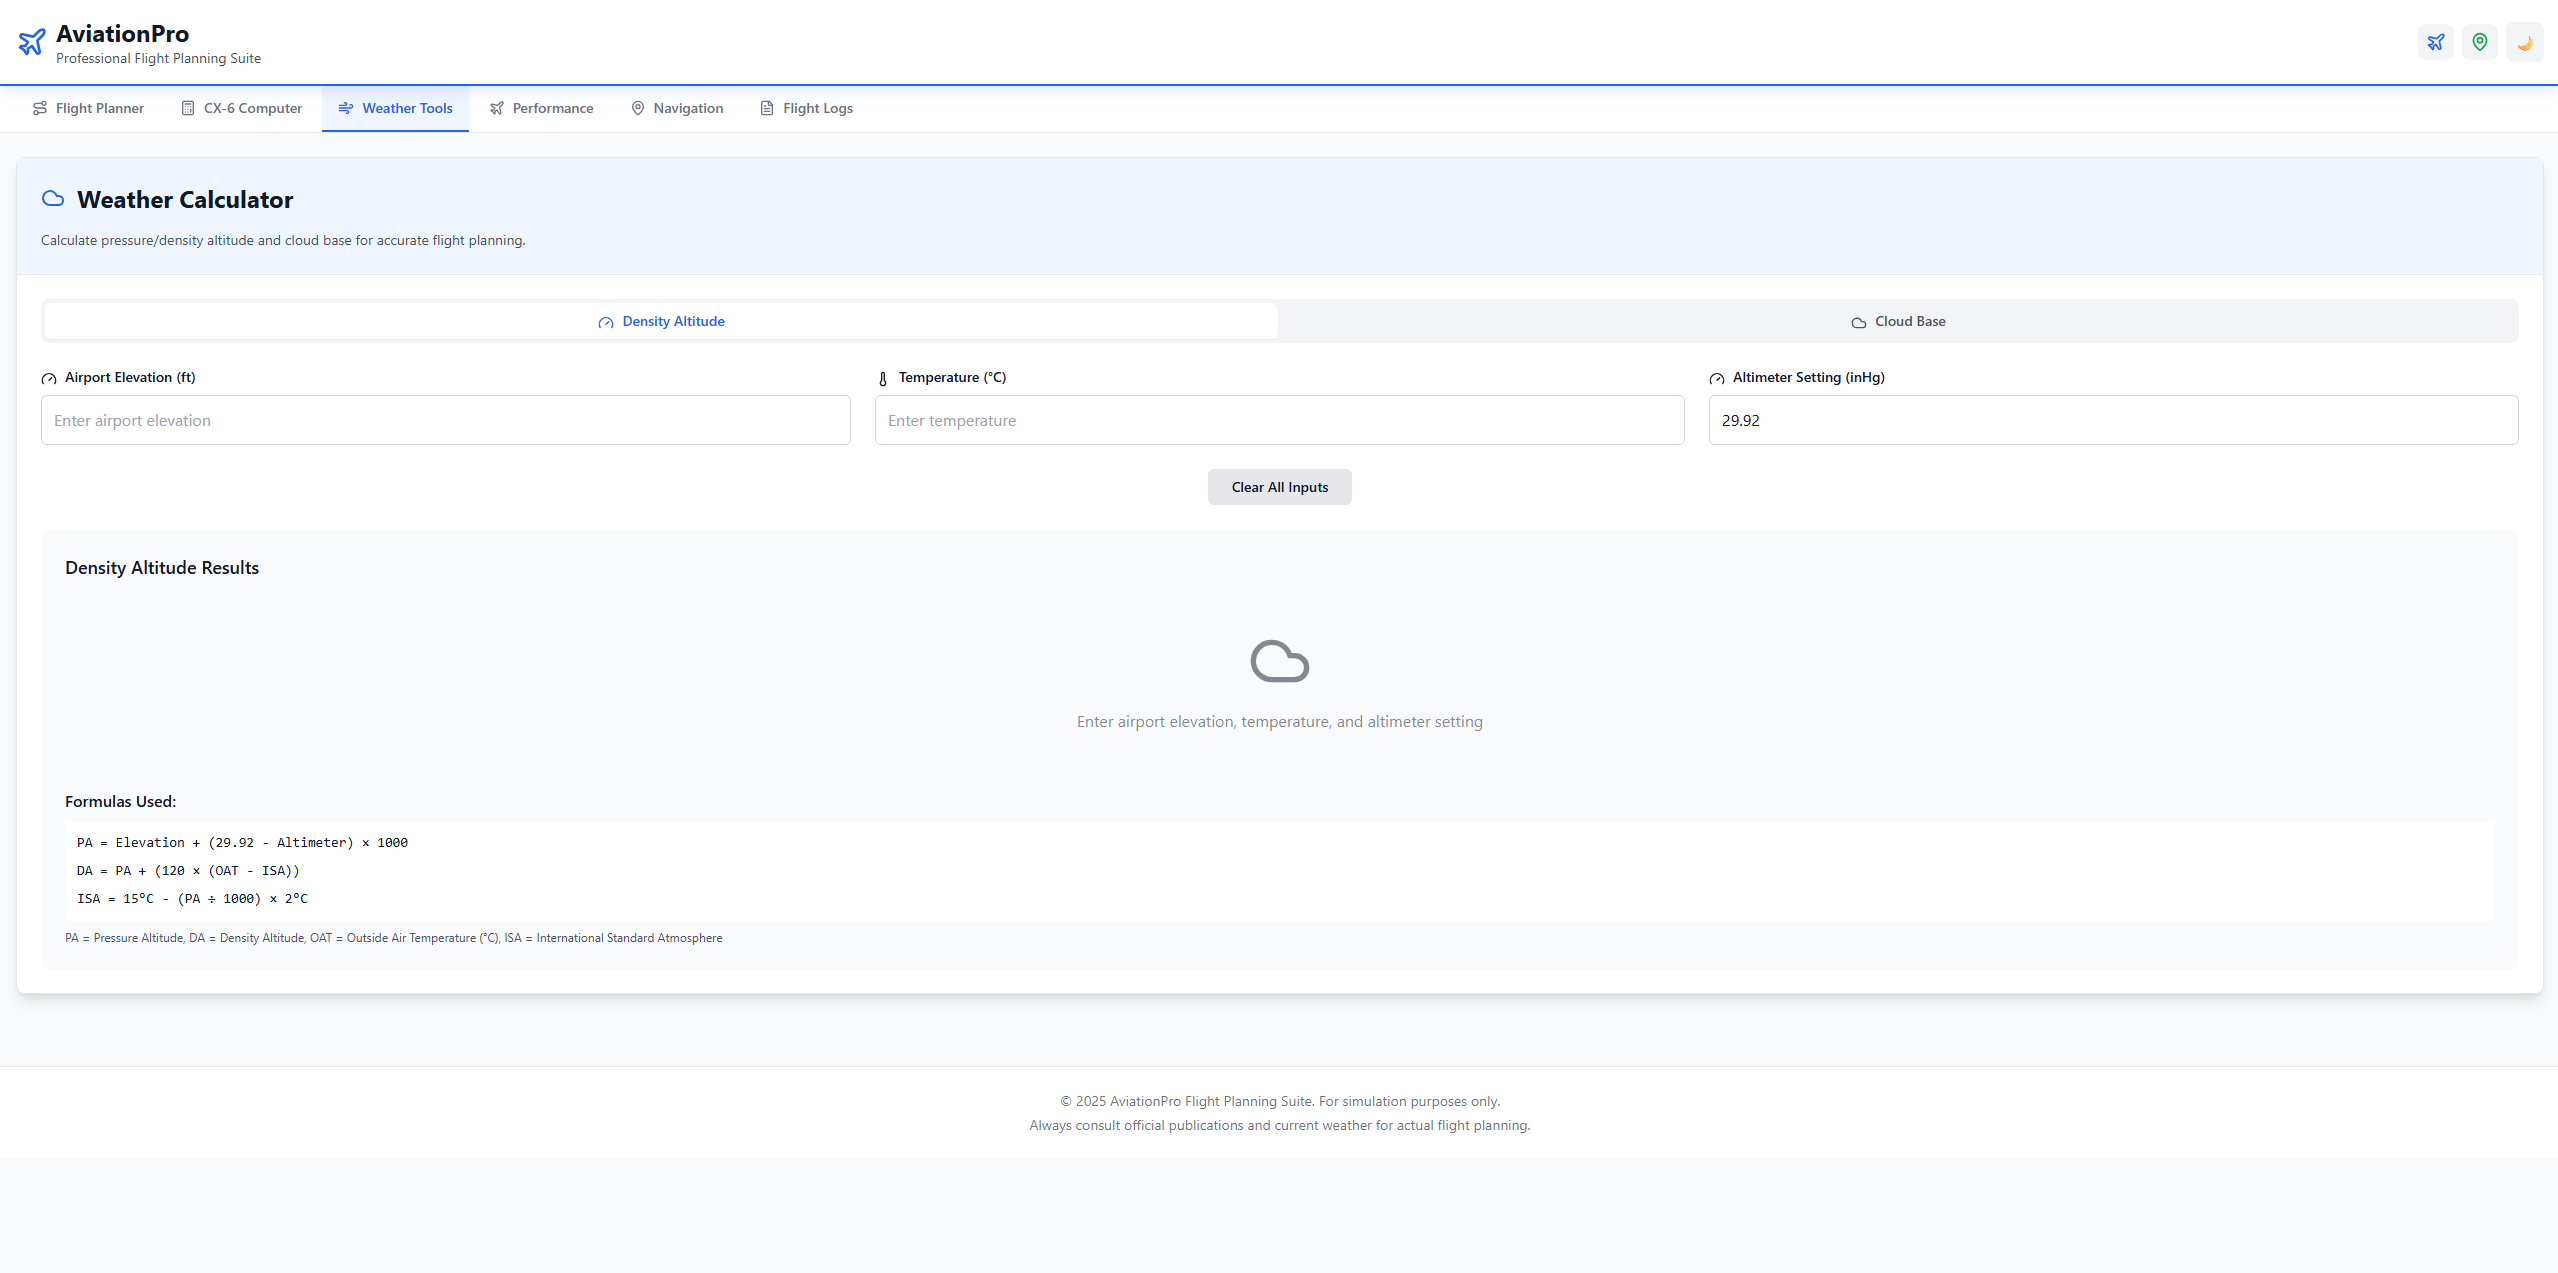 AviationPro
Professional Flight Planning Suite
Flight Planner
CX-6 Computer
Weather Tools
Performance
Navigation
Flight Logs
Weather Calculator
Calculate pressure/density altitude and cloud base for accurate flight planning.
Density Altitude
Cloud Base
Airport Elevation (ft)
Temperature (°C)
Altimeter Setting (inHg)
Enter airport elevation
Enter temperature
29.92
Clear All Inputs
Density Altitude Results
Enter airport elevation, temperature, and altimeter setting
Formulas Used:
PA = Elevation + (29.92 - Altimeter) × 1000
DA = PA + (120 × (OAT - ISA))
ISA = 15°C - (PA ÷ 1000) × 2°C
PA = Pressure Altitude, DA = Density Altitude, OAT = Outside Air Temperature (°C), ISA = International Standard Atmosphere
© 2025 AviationPro Flight Planning Suite. For simulation purposes only.
Always consult official publications and current weather for actual flight planning.